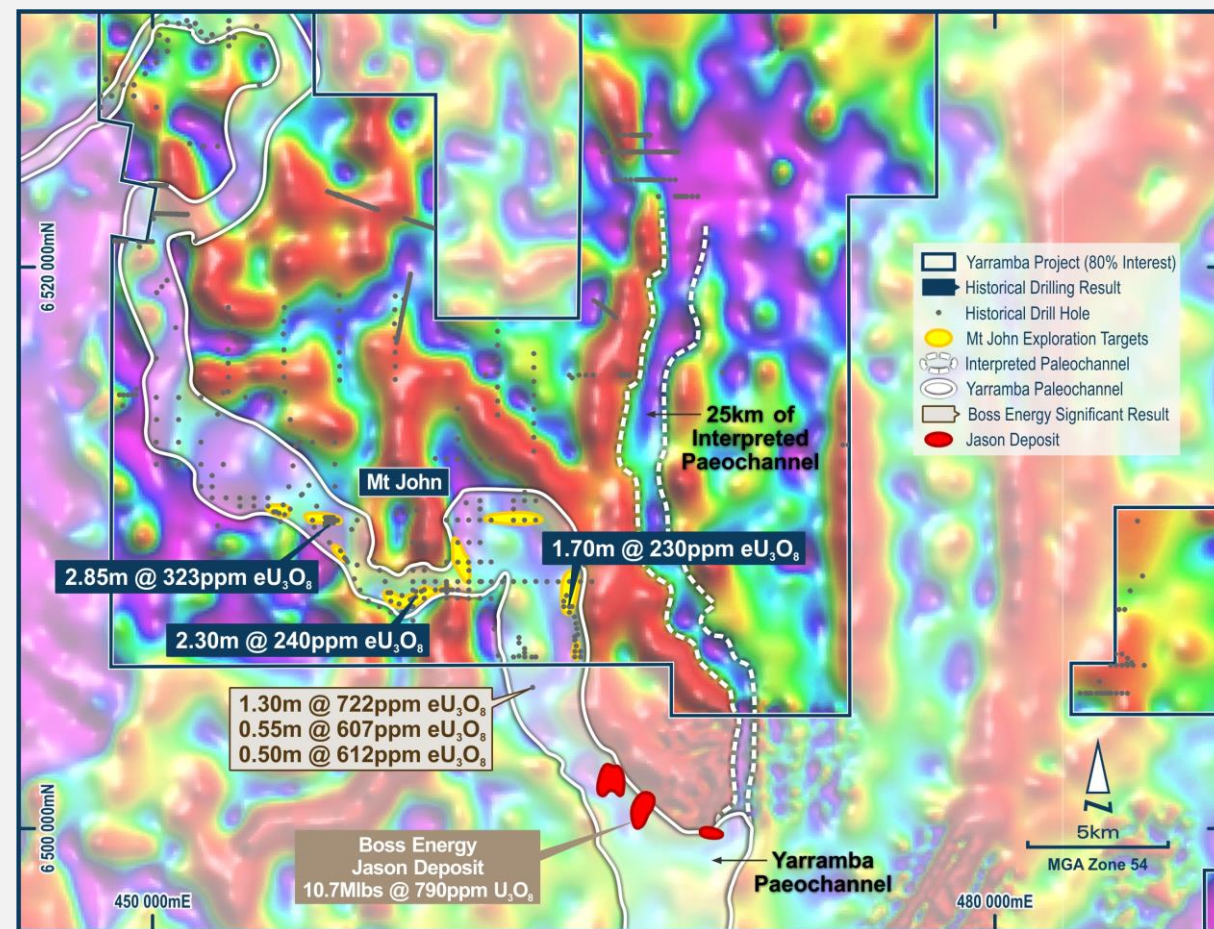 6 520 000mN
Yarramba Project (80% Interest)
Historical Drilling Result
Historical Drill Hole
Mt John Exploration Targets
Interpreted Paleochannel
Yarramba Paleochannel
Boss Energy Significant Result
Jason Deposit
25km of
Interpreted
Paeochannel
Mt John
1.70m @ 230ppm eU₃O₈
2.85m @ 323ppm eU₃O₈
2.30m @ 240ppm eU₃O₈
1.30m @ 722ppm eU₃O₈
0.55m @ 607ppm eU₃O₈
0.50m @ 612ppm eU₃O₈
6 500 000mN
Boss Energy
Jason Deposit
10.7Mlbs @ 790ppm U₃O₈
Yarramba
Paeochannel
N
5km
MGA Zone 54
450 000mE
480 000mE